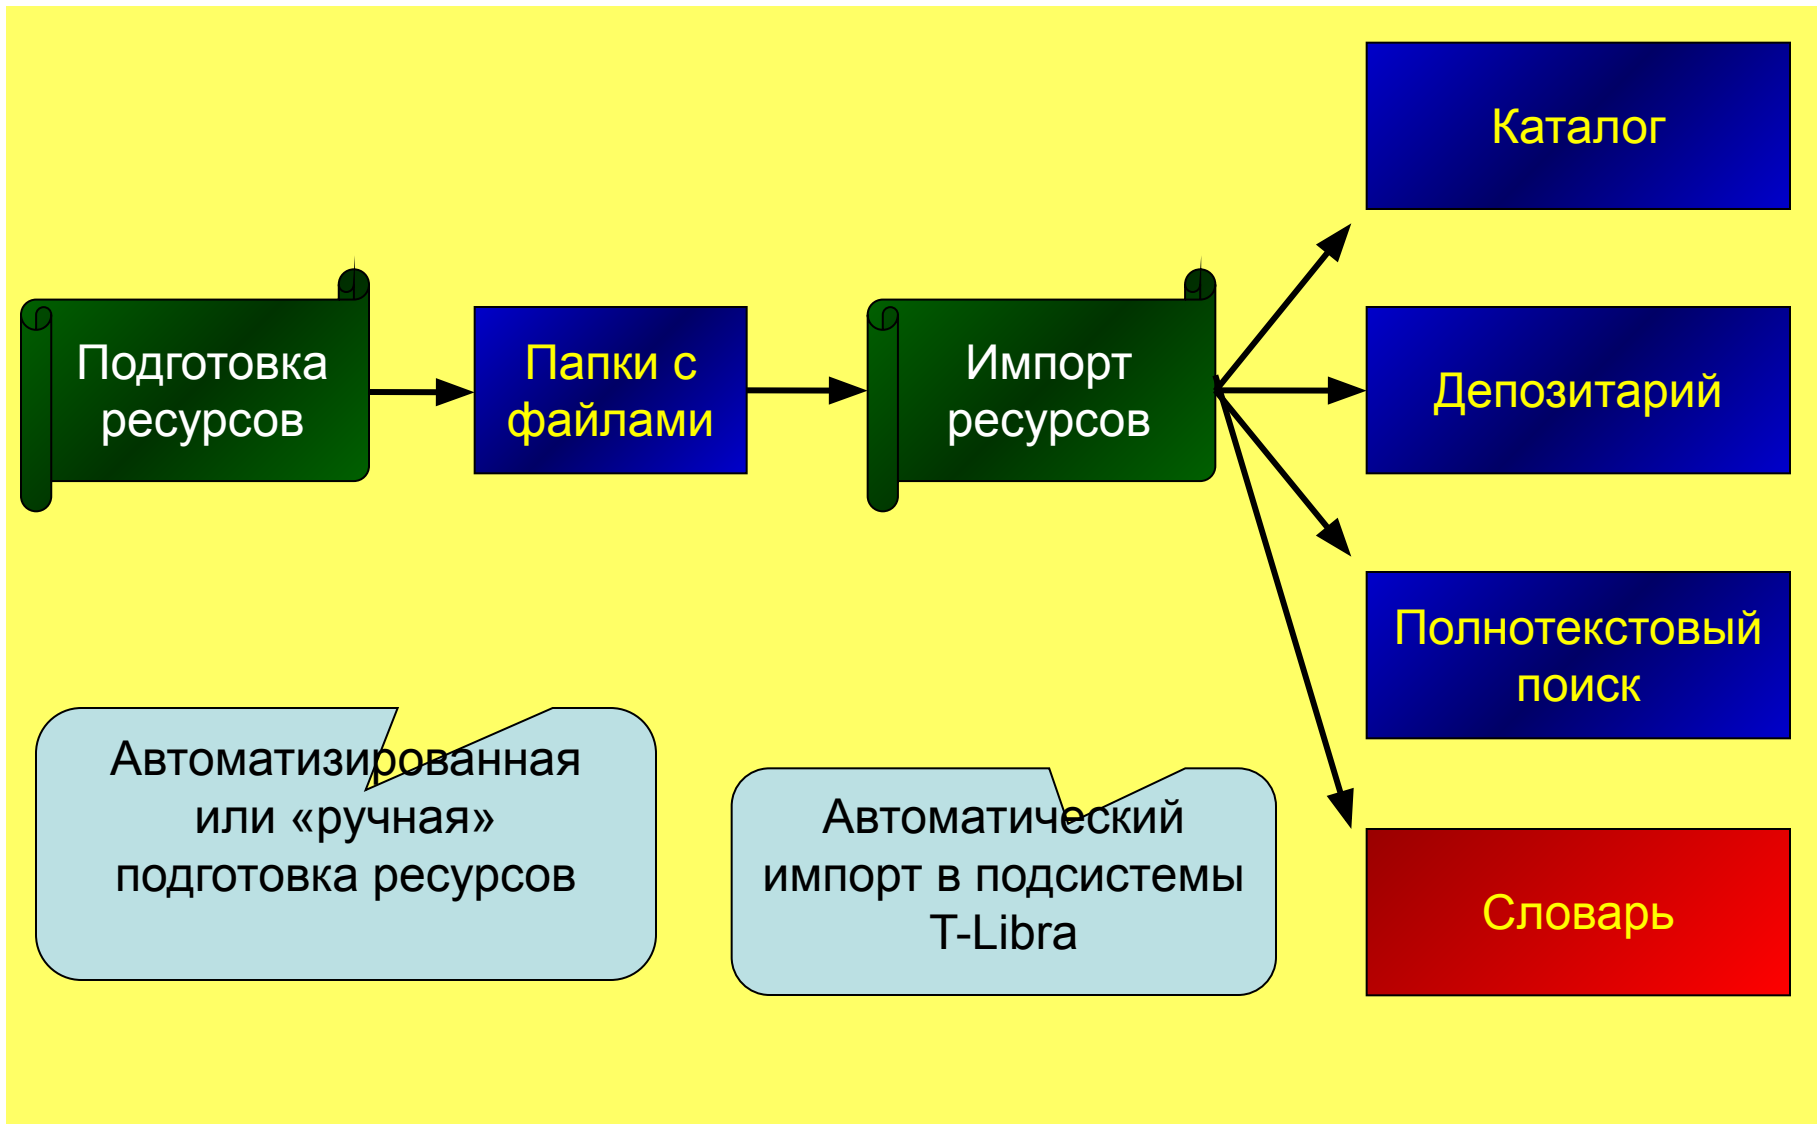 Каталог
Подготовка
ресурсов
Папки с
файлами
Импорт
ресурсов
Депозитарий
Полнотекстовый
поиск
Автоматизированная
или «ручная»
подготовка ресурсов
Автоматический
импорт в подсистемы
T-Libra
Словарь